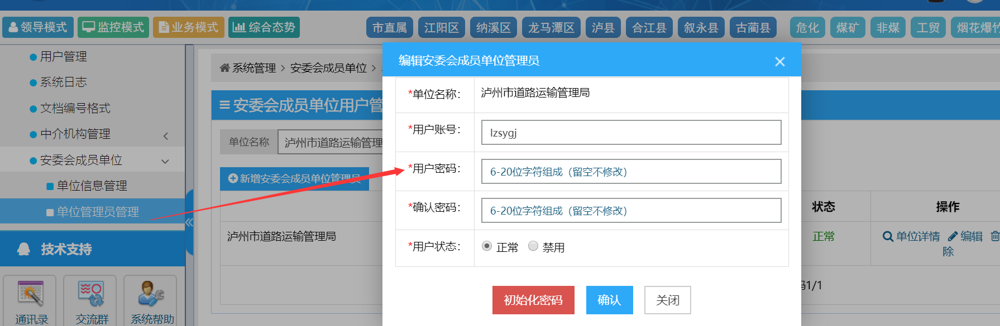 领导模式 监控模式 业务模式 综合态势 市直属 江阳区 纳溪区 龙马潭区 泸县 合江县 叙永县 古蔺县 危化 煤矿 非煤 工贸 烟花爆竹
用户管理
系统日志
文档编号格式
中介机构管理
安委会成员单位
单位信息管理
单位管理员管理
技术支持
通讯录 交流群 系统帮助
系统管理 > 安委会成员单位 >
安委会成员单位用户管
单位名称 泸州市道路运输管理
新增安委会成员单位管理员
状态 操作
泸州市道路运输管理局 正常 单位详情 编辑
除
1/1
编辑安委会成员单位管理员
*单位名称: 泸州市道路运输管理局
*用户账号: lzsygj
*用户密码: 6-20位字符组成（留空不修改）
*确认密码: 6-20位字符组成（留空不修改）
*用户状态: 正常 禁用
初始化密码 确认 关闭